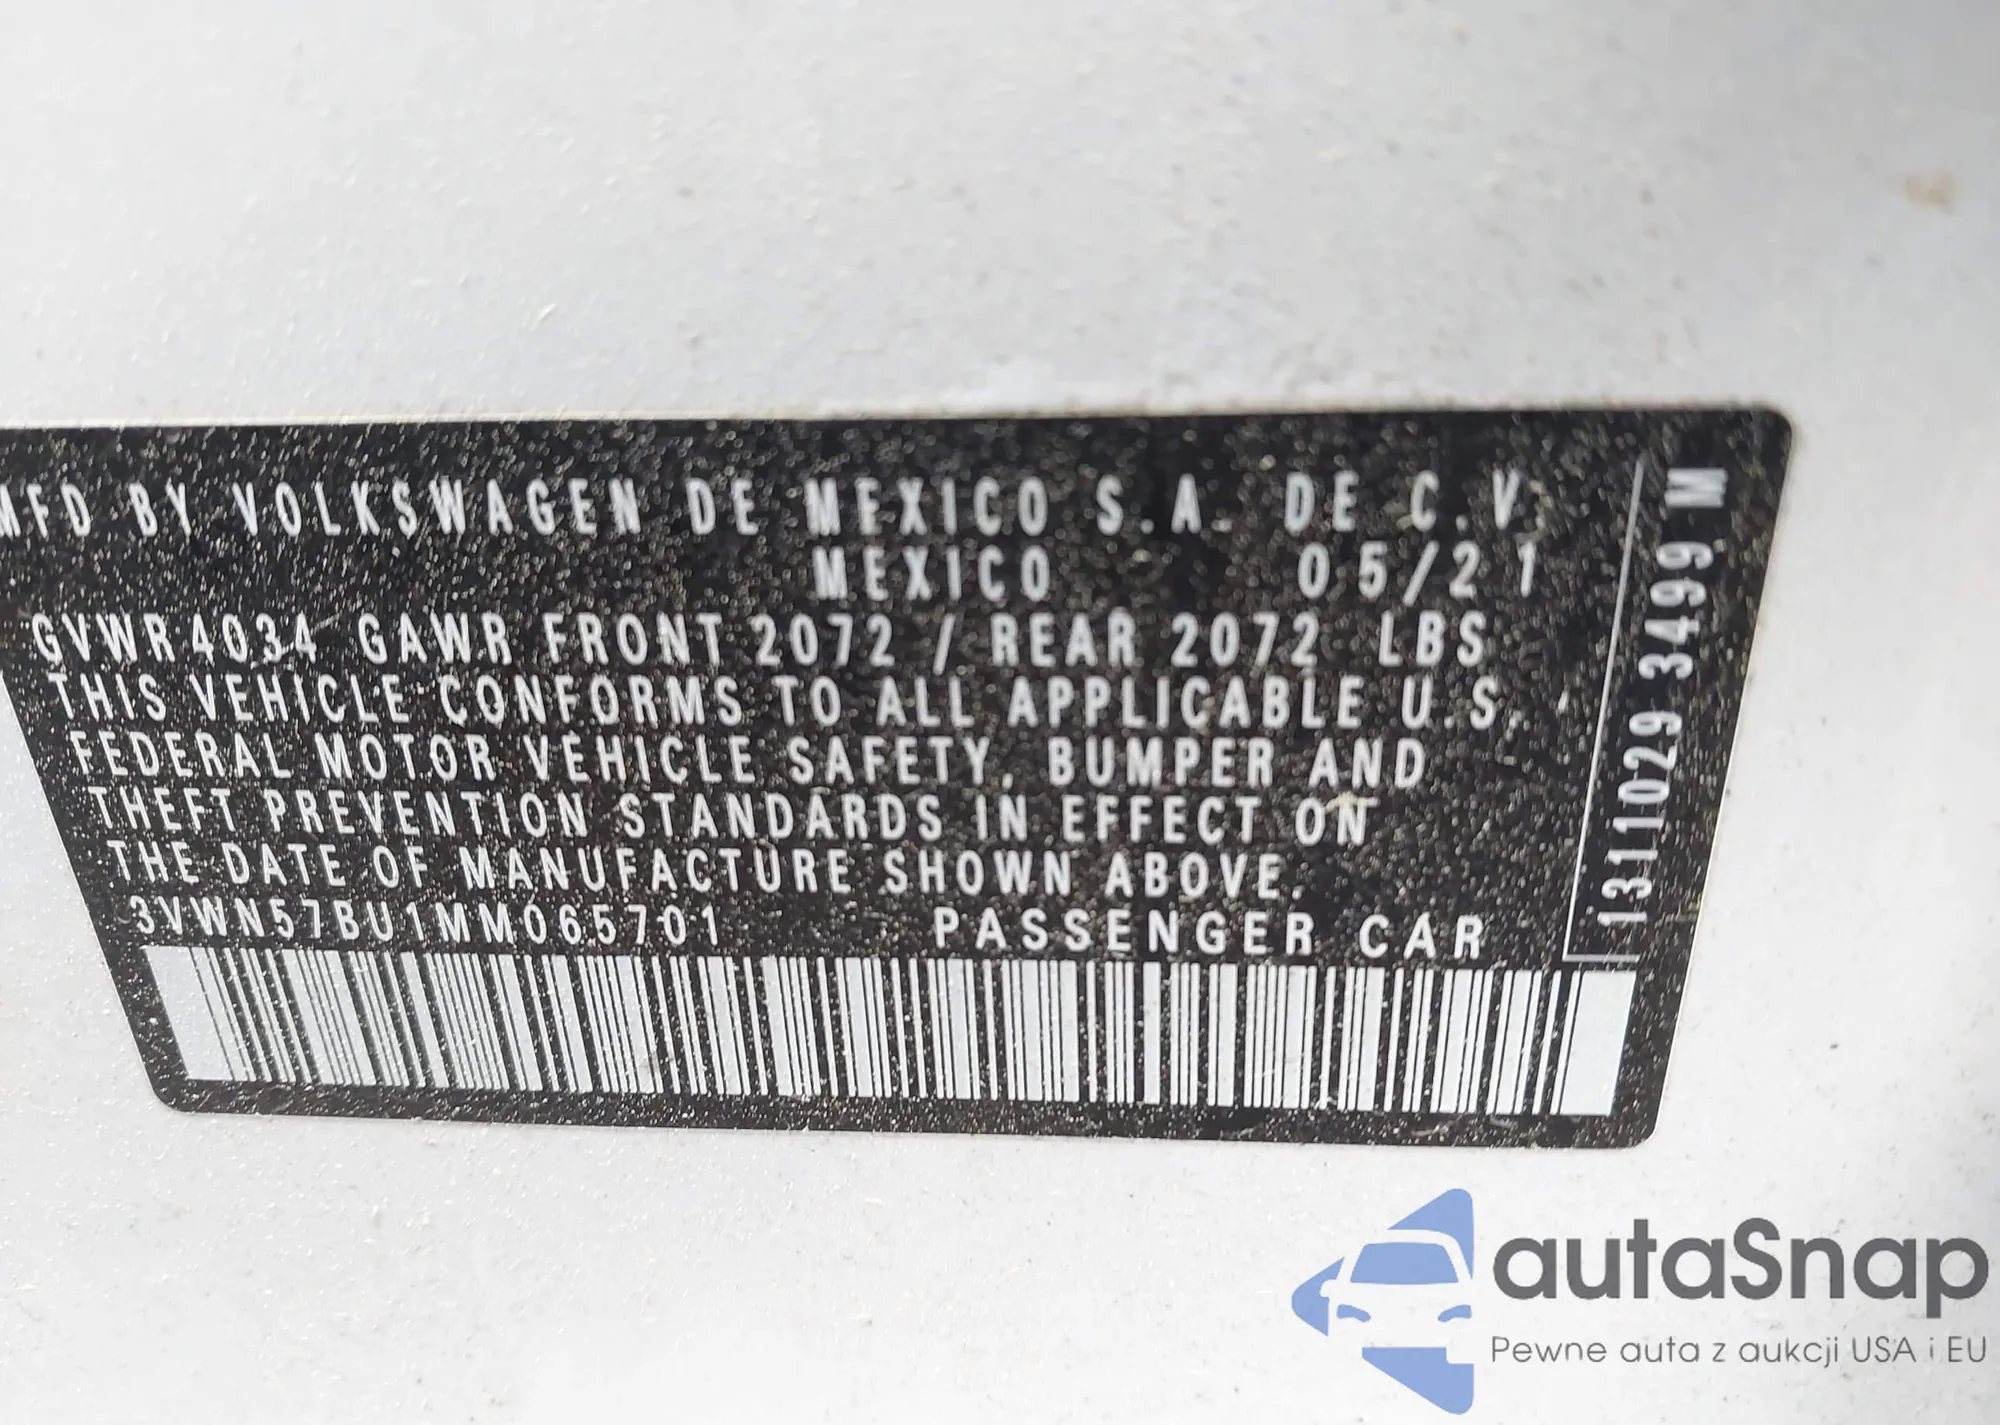 MFD BY VOLKSWAGEN DE MEXICO S.A. DE C.V.
MEXICO 05/21
GVWR 4034 GAWR FRONT 2072 / REAR 2072 LBS
THIS VEHICLE CONFORMS TO ALL APPLICABLE U.S.
FEDERAL MOTOR VEHICLE SAFETY, BUMPER AND
THEFT PREVENTION STANDARDS IN EFFECT ON
THE DATE OF MANUFACTURE SHOWN ABOVE.
3VWN57BU1MM065701 PASSENGER CAR
1311029 3499 M
autaSnap
Pewne auta z aukcji USA i EU